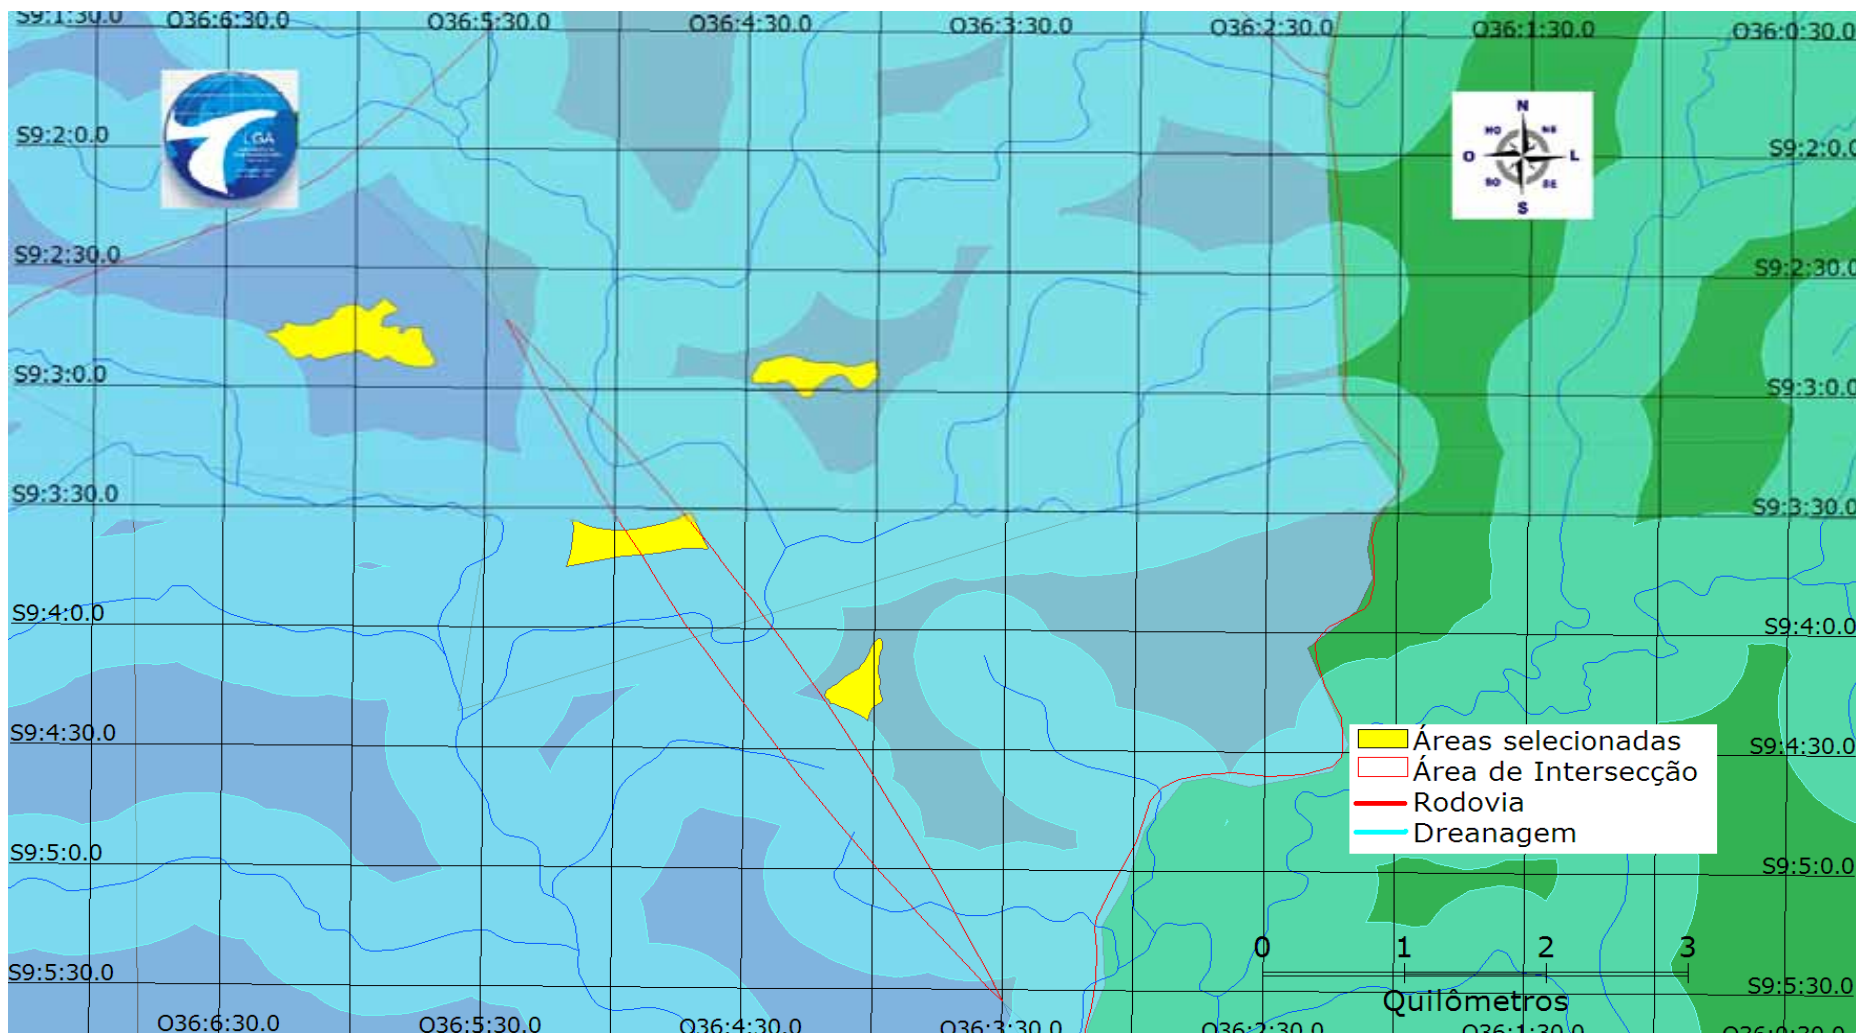 S9:1:30.0 O36:6:30.0 O36:5:30.0 O36:4:30.0 O36:3:30.0 O36:2:30.0 O36:1:30.0 O36:0:30.0
LGA
N
NO NE
O L
SO SE
S
S9:2:0.0 S9:2:0.0
S9:2:30.0 S9:2:30.0
S9:3:0.0 S9:3:0.0
S9:3:30.0 S9:3:30.0
S9:4:0.0 S9:4:0.0
S9:4:30.0 S9:4:30.0
Áreas selecionadas
Área de Intersecção
Rodovia
Dreanagem
S9:5:0.0 S9:5:0.0
0 1 2 3
Quilômetros
S9:5:30.0 S9:5:30.0
O36:6:30.0 O36:5:30.0 O36:4:30.0 O36:3:30.0 O36:2:30.0 O36:1:30.0 O36:0:30.0